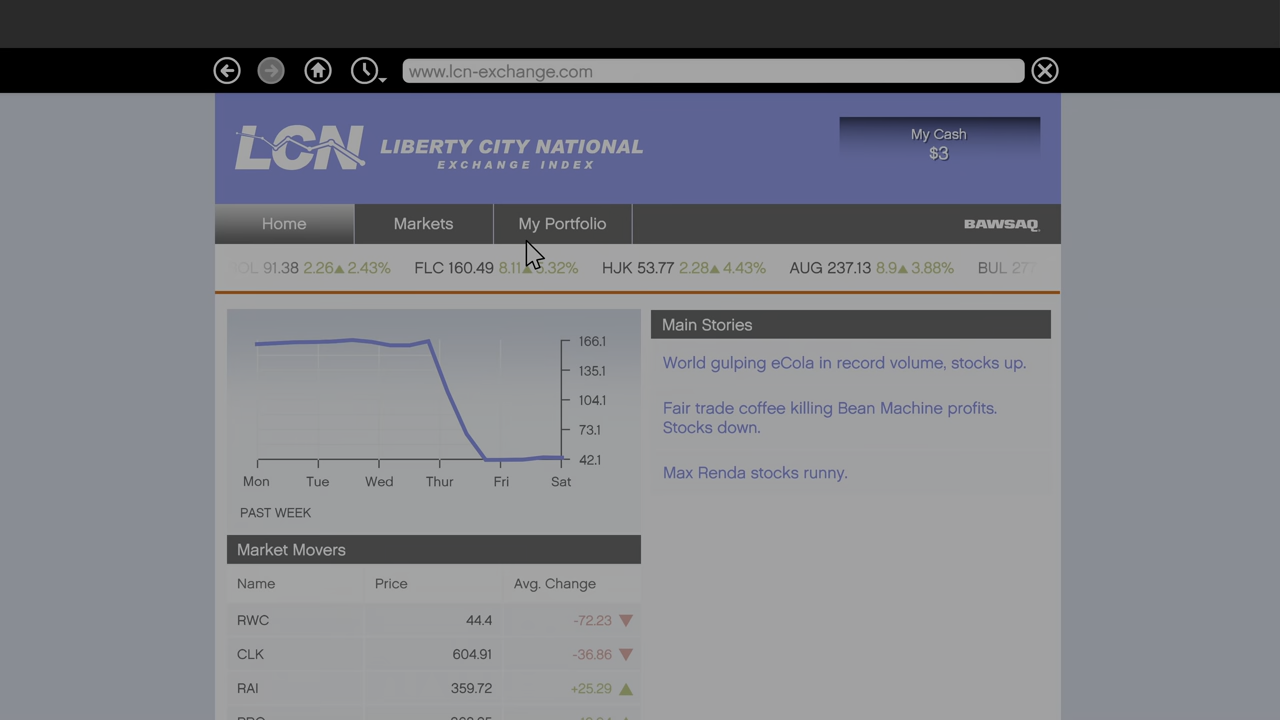 www.lcn-exchange.com
LCN LIBERTY CITY NATIONAL
EXCHANGE INDEX
My Cash
$3
Home Markets My Portfolio BAWSAQ
91.38 2.26▲2.43% FLC 160.49 8.11 HJK 53.77 2.28▲4.43% AUG 237.13 8.9▲3.88% BUL
166.1
135.1
104.1
73.1
42.1
Mon Tue Wed Thur Fri Sat
PAST WEEK
Main Stories
World gulping eCola in record volume, stocks up.
Fair trade coffee killing Bean Machine profits.
Stocks down.
Max Renda stocks runny.
Market Movers
Name Price Avg. Change
RWC 44.4 -72.23 ▼
CLK 604.91 -36.86 ▼
RAI 359.72 +25.29 ▲